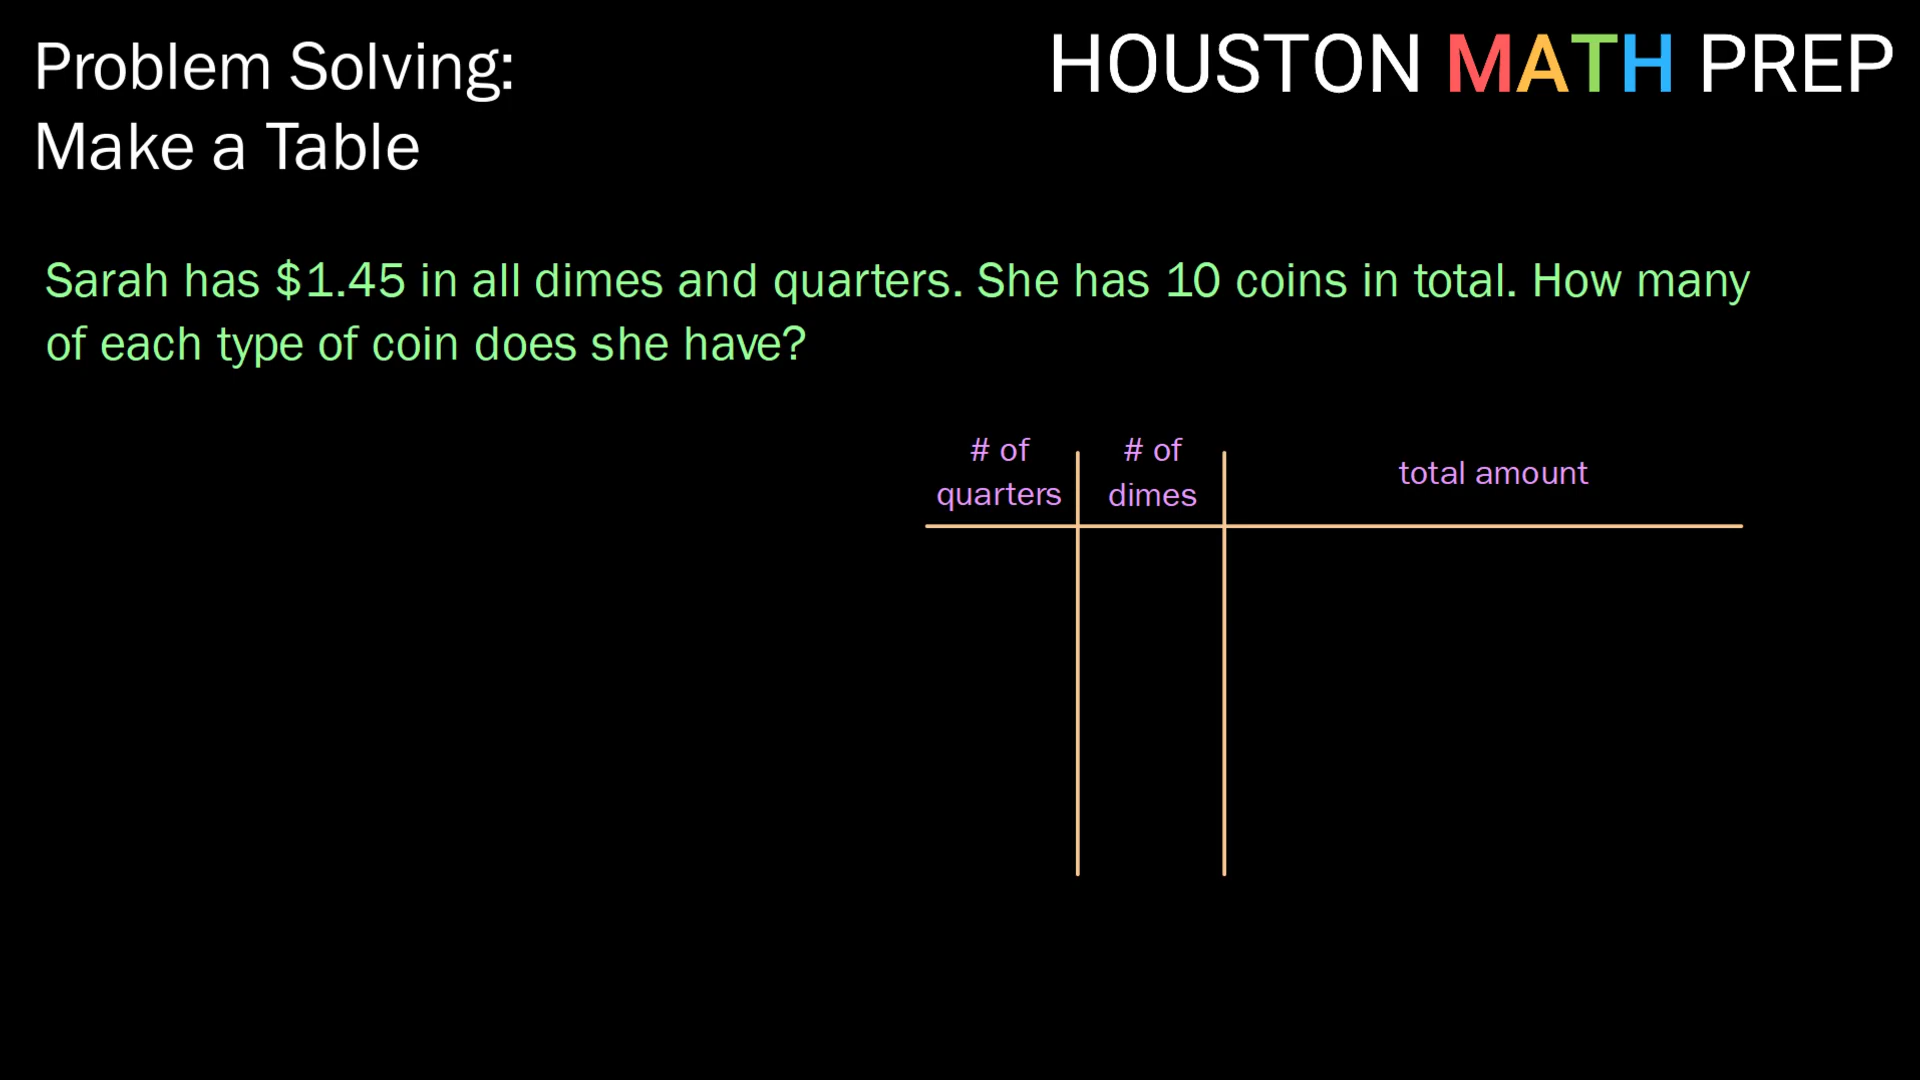 Problem Solving:
Make a Table
HOUSTON MATH PREP
Sarah has $1.45 in all dimes and quarters. She has 10 coins in total. How many
of each type of coin does she have?
# of
quarters
# of
dimes
total amount